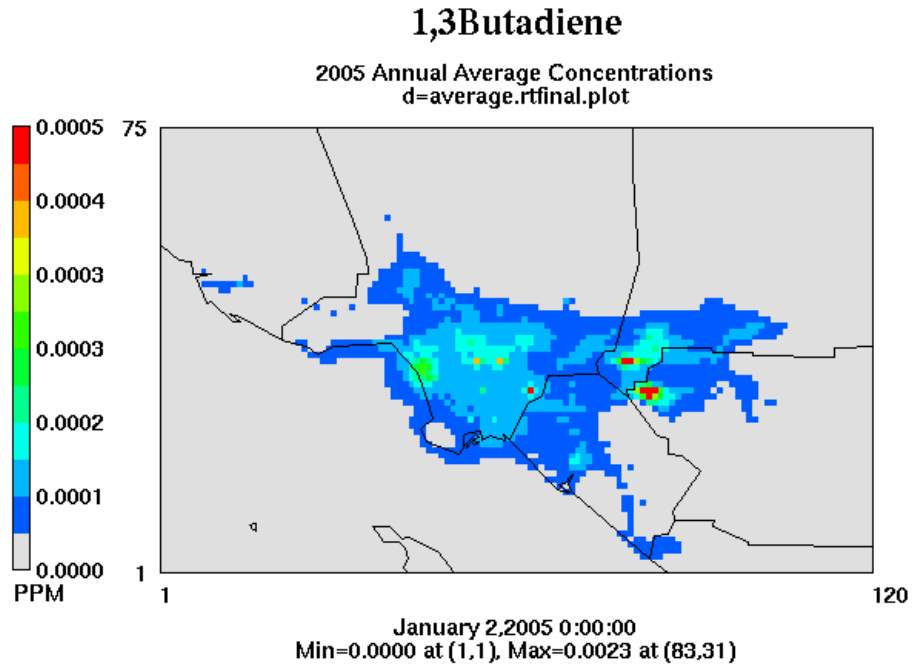 1,3Butadiene
2005 Annual Average Concentrations
d=average.rtfinal.plot
0.0005
0.0004
0.0003
0.0003
0.0002
0.0001
0.0000
PPM
75
1
1
120
January 2,2005 0:00:00
Min=0.0000 at (1,1), Max=0.0023 at (83,31)